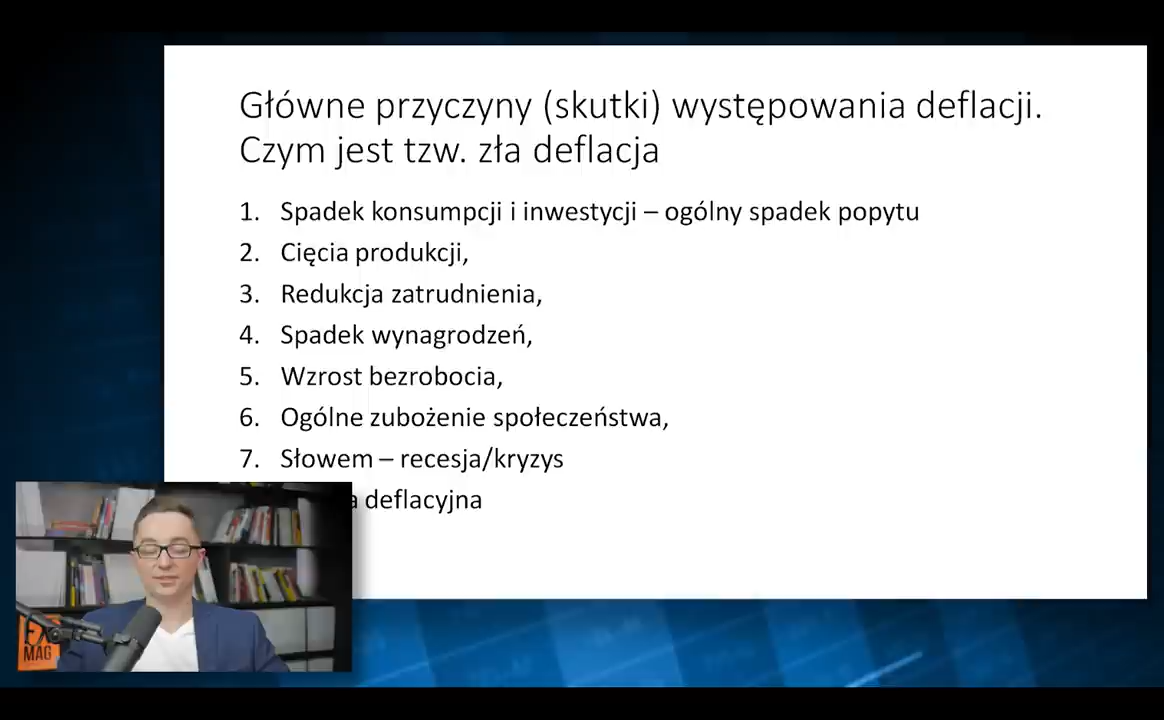 Główne przyczyny (skutki) występowania deflacji.
Czym jest tzw. zła deflacja
1. Spadek konsumpcji i inwestycji – ogólny spadek popytu
2. Cięcia produkcji,
3. Redukcja zatrudnienia,
4. Spadek wynagrodzeń,
5. Wzrost bezrobocia,
6. Ogólne zubożenie społeczeństwa,
7. Słowem – recesja/kryzys
deflacyjna
MAG